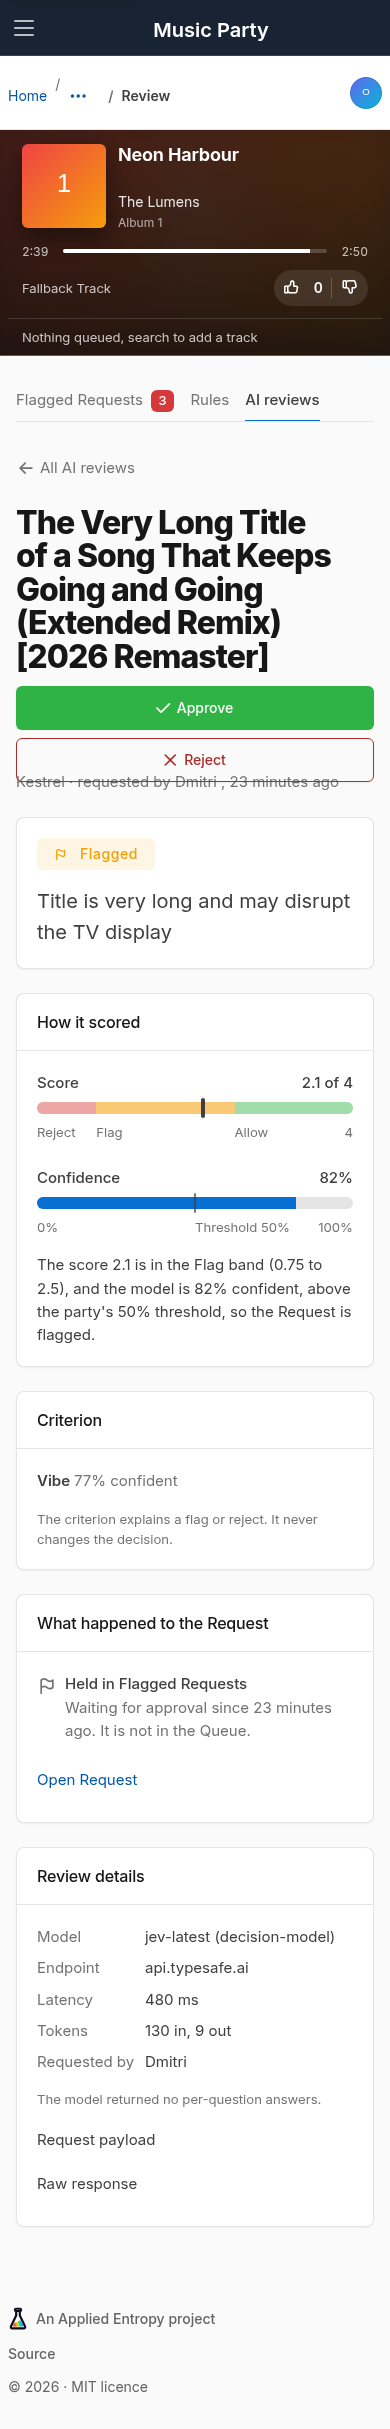 Music Party
Home / ··· / Review
O
1
Neon Harbour
The Lumens
Album 1
2:39 2:50
Fallback Track 0
Nothing queued, search to add a track
Flagged Requests 3 Rules AI reviews
← All AI reviews
The Very Long Title
of a Song That Keeps
Going and Going
(Extended Remix)
[2026 Remaster]
Approve
Reject
Kestrel · requested by Dmitri , 23 minutes ago
Flagged
Title is very long and may disrupt
the TV display
How it scored
Score 2.1 of 4
Reject Flag Allow 4
Confidence 82%
0% Threshold 50% 100%
The score 2.1 is in the Flag band (0.75 to
2.5), and the model is 82% confident, above
the party's 50% threshold, so the Request is
flagged.
Criterion
Vibe 77% confident
The criterion explains a flag or reject. It never
changes the decision.
What happened to the Request
Held in Flagged Requests
Waiting for approval since 23 minutes
ago. It is not in the Queue.
Open Request
Review details
Model jev-latest (decision-model)
Endpoint api.typesafe.ai
Latency 480 ms
Tokens 130 in, 9 out
Requested by Dmitri
The model returned no per-question answers.
Request payload
Raw response
An Applied Entropy project
Source
© 2026 · MIT licence